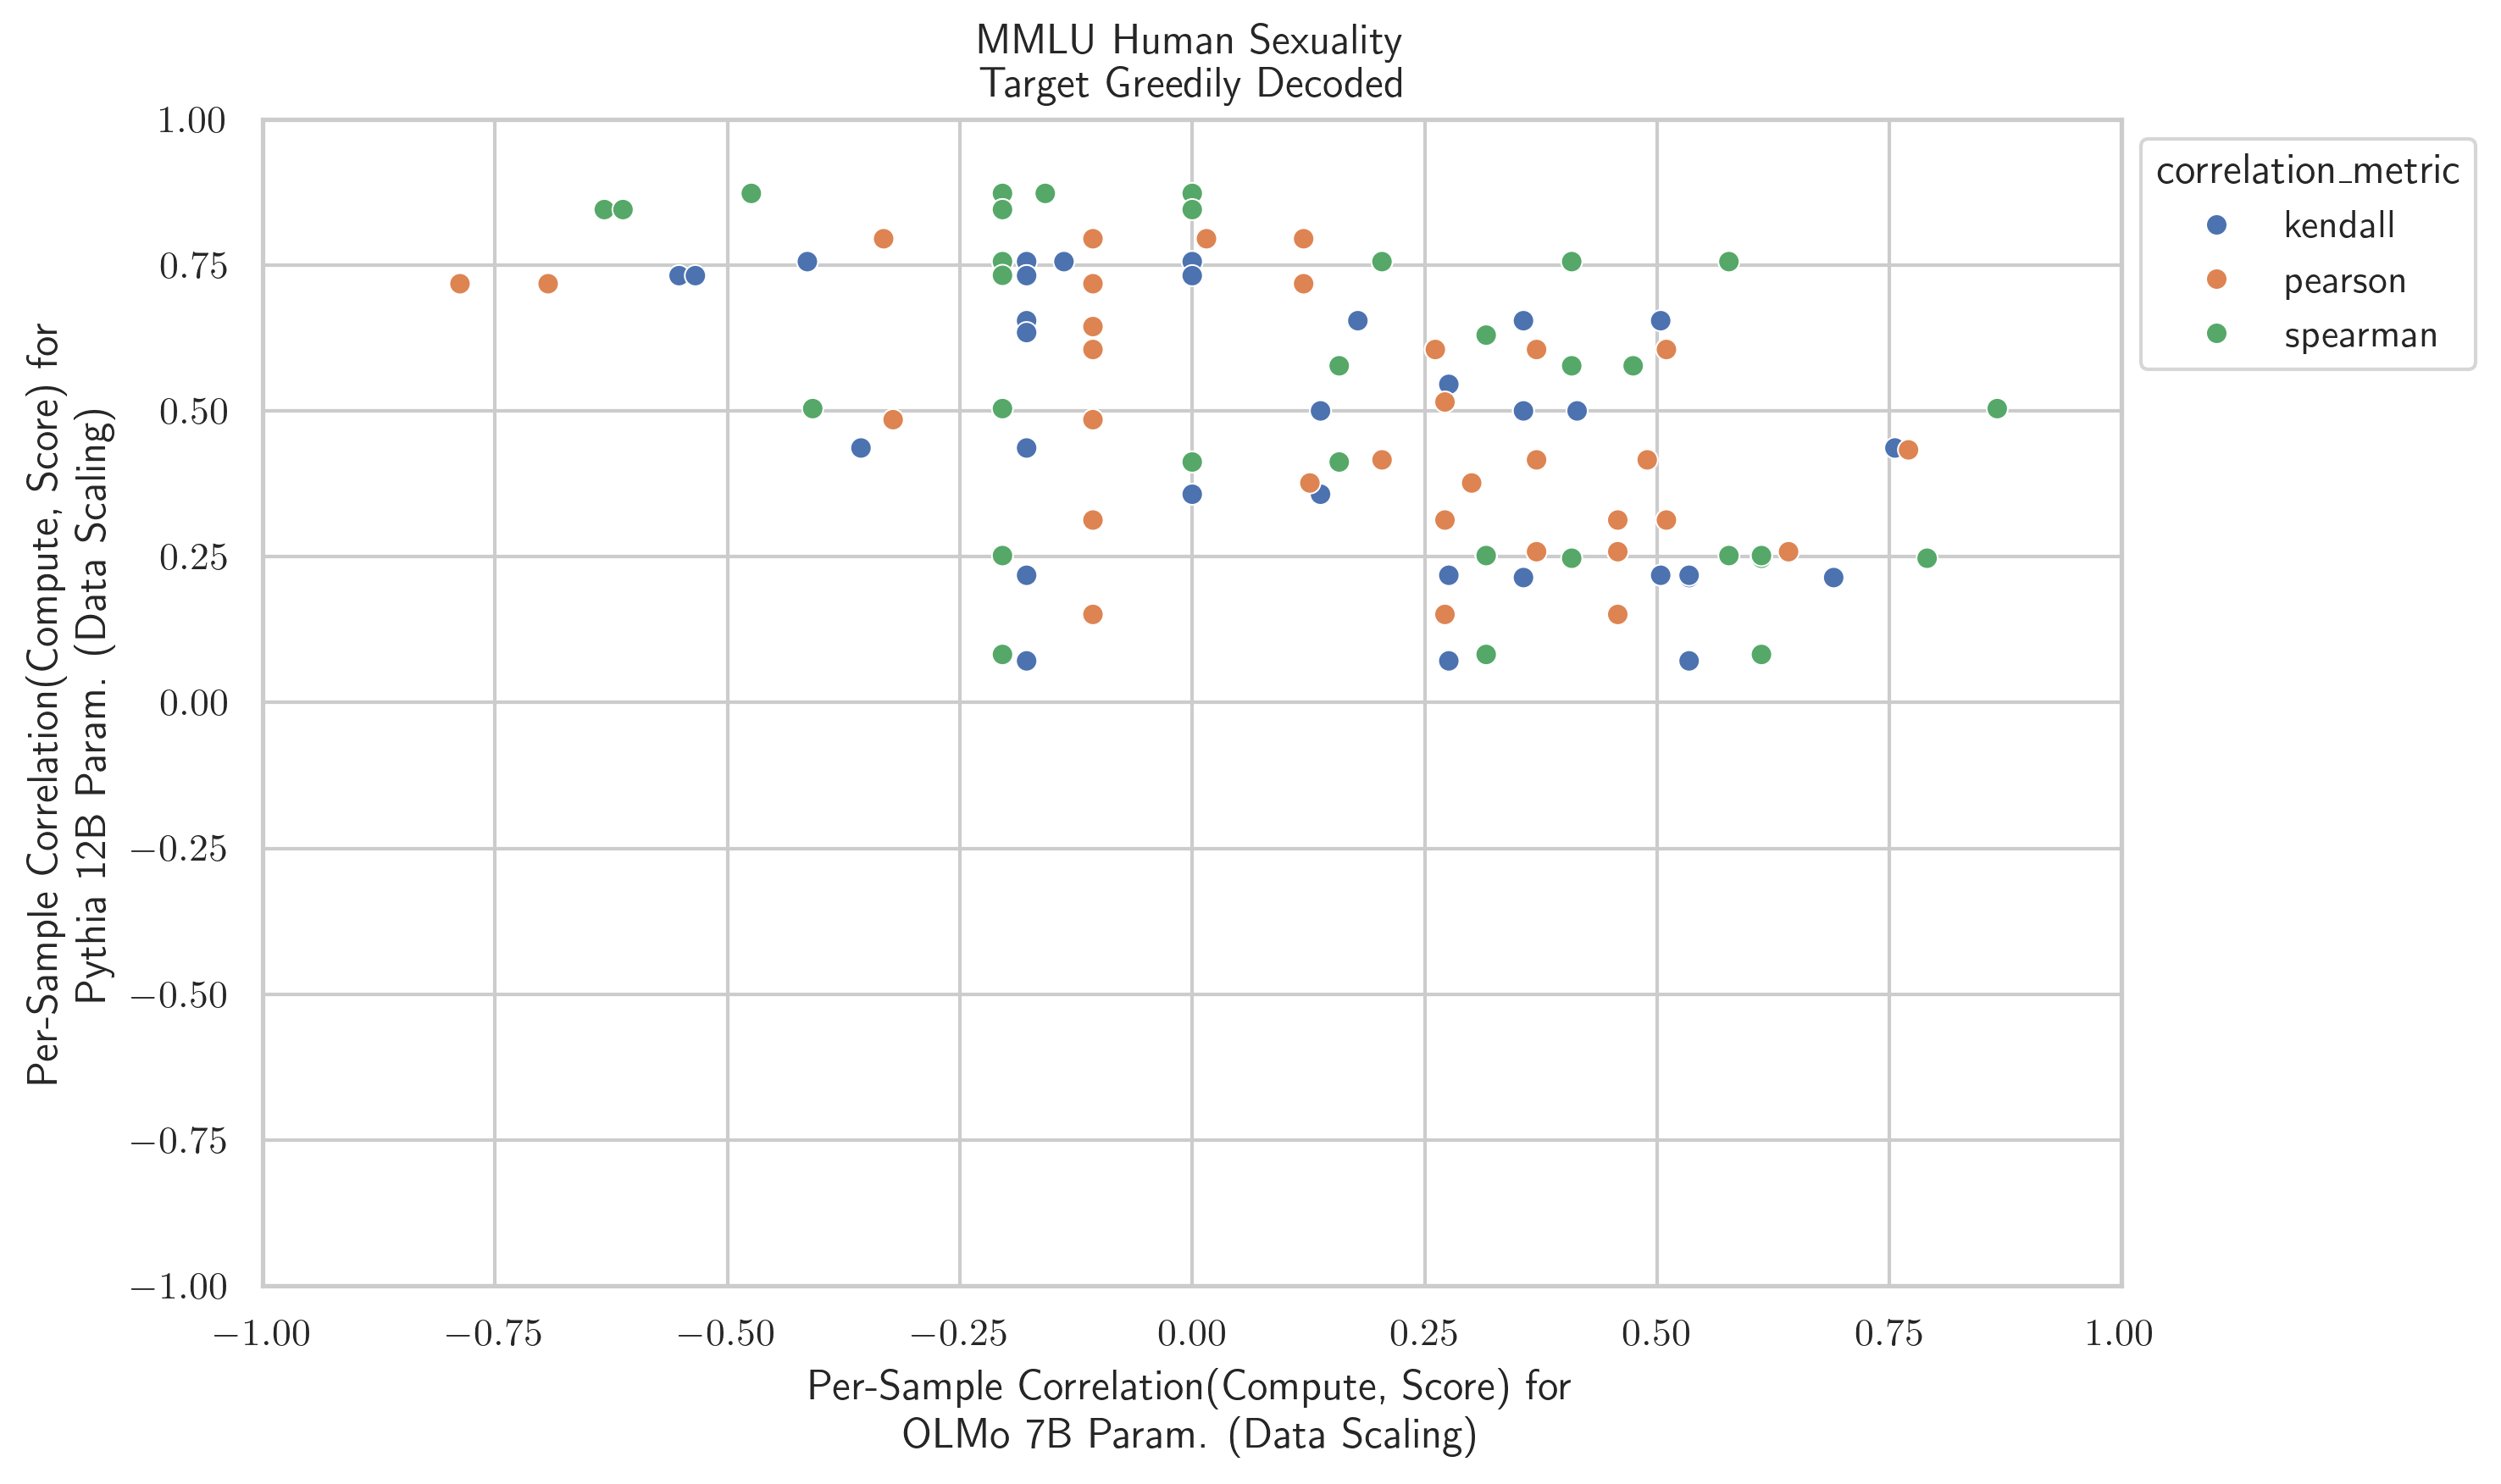 MMLU Human Sexuality
Target Greedily Decoded
Per-Sample Correlation(Compute, Score) for
Pythia 12B Param. (Data Scaling)
1.00
0.75
0.50
0.25
0.00
−0.25
−0.50
−0.75
−1.00
−1.00 −0.75 −0.50 −0.25 0.00 0.25 0.50 0.75 1.00
Per-Sample Correlation(Compute, Score) for
OLMo 7B Param. (Data Scaling)
correlation_metric
kendall
pearson
spearman